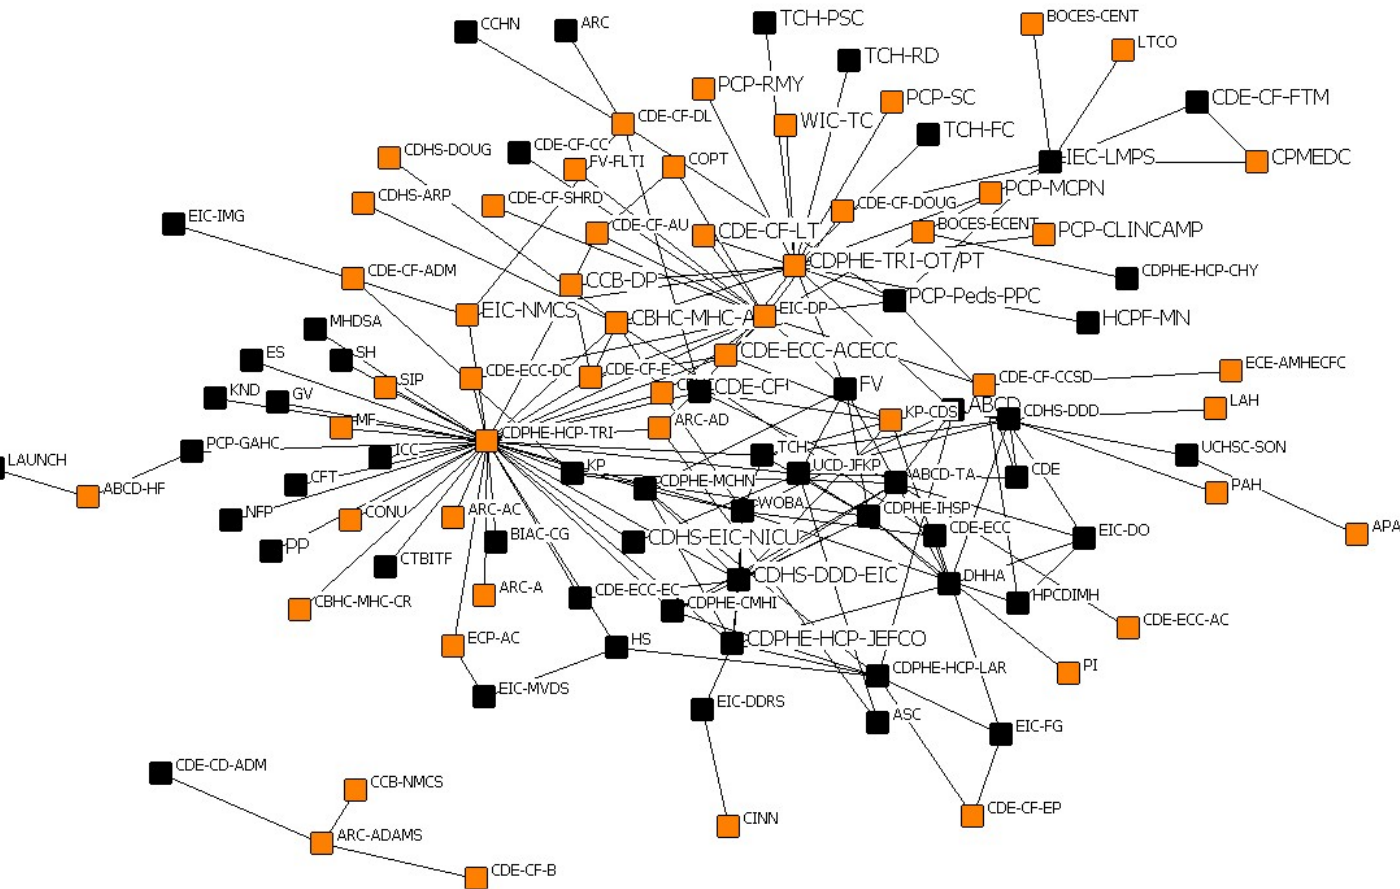 CCHN
ARC
TCH-PSC
BOCES-CENT
LTCO
TCH-RD
PCP-RMY
PCP-SC
CDE-CF-FTM
CDE-CF-DL
WIC-TC
TCH-FC
CDE-CF-CC
CDHS-DOUG
FV-FLTI
COPT
IEC-LMPS
CPMEDC
CDHS-ARP
CDE-CF-SHRD
PCP-MCPN
CDE-CF-DOUG
EIC-IMG
CDE-CF-AU
CDE-CF-LT
BOCES-ECENT
PCP-CLINCAMP
CDPHE-TRI-OT/PT
CDE-CF-ADM
CCB-DP
CDPHE-HCP-CHY
PCP-Peds-PPC
EIC-NMCS
CBHC-MHC-A
EIC-DP
HCPF-MN
MHDSA
SH
CDE-ECC-ACECC
ES
CDE-ECC-DC
CDE-CF-E
ECE-AMHECFC
CDE-CF-CCSD
SIP
CDE-CF
FV
KND
GV
ABCD
LAH
KP-CDS
CDHS-DDD
MF
ARC-AD
CDPHE-HCP-TRI
PCP-GAHC
ICC
TCH
UCHSC-SON
LAUNCH
KP
UCD-JFKP
ABCD-TA
CDE
CFT
CDPHE-MCHN
PAH
ABCD-HF
WOBA
NFP
CONU
ARC-AC
CDPHE-IHSP
APA
BIAC-CG
CDHS-EIC-NICU
CDE-ECC
EIC-DO
PP
CTBITF
CDHS-DDD-EIC
DHHA
ARC-A
CDE-ECC-EC
HPCDIMH
CBHC-MHC-CR
CDPHE-CMHI
CDE-ECC-AC
ECP-AC
HS
CDPHE-HCP-JEFCO
CDPHE-HCP-LAR
PI
EIC-MVDS
EIC-DDRS
ASC
EIC-FG
CDE-CD-ADM
CCB-NMCS
CDE-CF-EP
CINN
ARC-ADAMS
CDE-CF-B